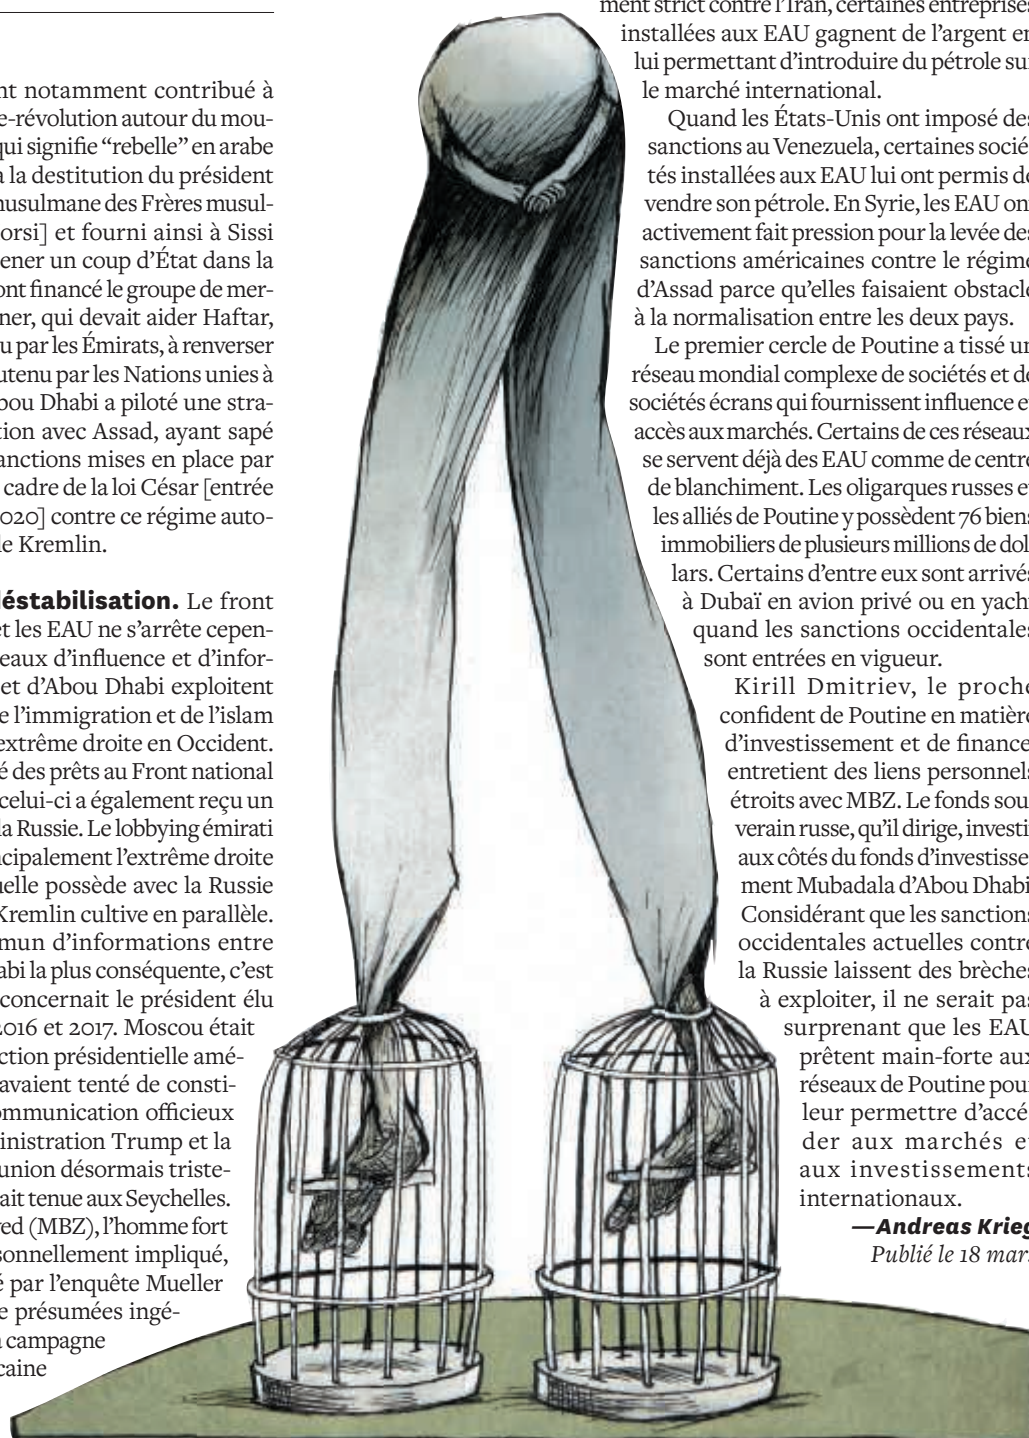 nt notamment contribué à
e-révolution autour du mou-
qui signifie “rebelle” en arabe
à la destitution du président
musulmane des Frères musul-
orsi] et fourni ainsi à Sissi
ener un coup d’État dans la
ont financé le groupe de mer-
ner, qui devait aider Haftar,
u par les Émirats, à renverser
utenu par les Nations unies à
bou Dhabi a piloté une stra-
tion avec Assad, ayant sapé
anctions mises en place par
cadre de la loi César [entrée
020] contre ce régime auto-
le Kremlin.
déstabilisation. Le front
et les EAU ne s’arrête cepen-
eaux d’influence et d’infor-
et d’Abou Dhabi exploitent
e l’immigration et de l’islam
extrême droite en Occident.
é des prêts au Front national
celui-ci a également reçu un
la Russie. Le lobbying émirati
ncipalement l’extrême droite
uelle possède avec la Russie
Kremlin cultive en parallèle.
mun d’informations entre
abi la plus conséquente, c’est
concernait le président élu
2016 et 2017. Moscou était
ction présidentielle amé-
avaient tenté de consti-
ommunication officieux
inistration Trump et la
union désormais triste-
ait tenue aux Seychelles.
ed (MBZ), l’homme fort
sonnellement impliqué,
é par l’enquête Mueller
e présumées ingé-
a campagne
caine
ment strict contre l’Iran, certaines entreprises
installées aux EAU gagnent de l’argent en
lui permettant d’introduire du pétrole sur
le marché international.
Quand les États-Unis ont imposé des
sanctions au Venezuela, certaines socié-
tés installées aux EAU lui ont permis de
vendre son pétrole. En Syrie, les EAU ont
activement fait pression pour la levée des
sanctions américaines contre le régime
d’Assad parce qu’elles faisaient obstacle
à la normalisation entre les deux pays.
Le premier cercle de Poutine a tissé un
réseau mondial complexe de sociétés et de
sociétés écrans qui fournissent influence et
accès aux marchés. Certains de ces réseaux
se servent déjà des EAU comme de centre
de blanchiment. Les oligarques russes et
les alliés de Poutine y possèdent 76 biens
immobiliers de plusieurs millions de dol-
lars. Certains d’entre eux sont arrivés
à Dubaï en avion privé ou en yacht
quand les sanctions occidentales
sont entrées en vigueur.
Kirill Dmitriev, le proche
confident de Poutine en matière
d’investissement et de finance,
entretient des liens personnels
étroits avec MBZ. Le fonds sou-
verain russe, qu’il dirige, investit
aux côtés du fonds d’investisse-
ment Mubadala d’Abou Dhabi.
Considérant que les sanctions
occidentales actuelles contre
la Russie laissent des brèches
à exploiter, il ne serait pas
surprenant que les EAU
prêtent main-forte aux
réseaux de Poutine pour
leur permettre d’accé-
der aux marchés et
aux investissements
internationaux.
—Andreas Krieg
Publié le 18 mars